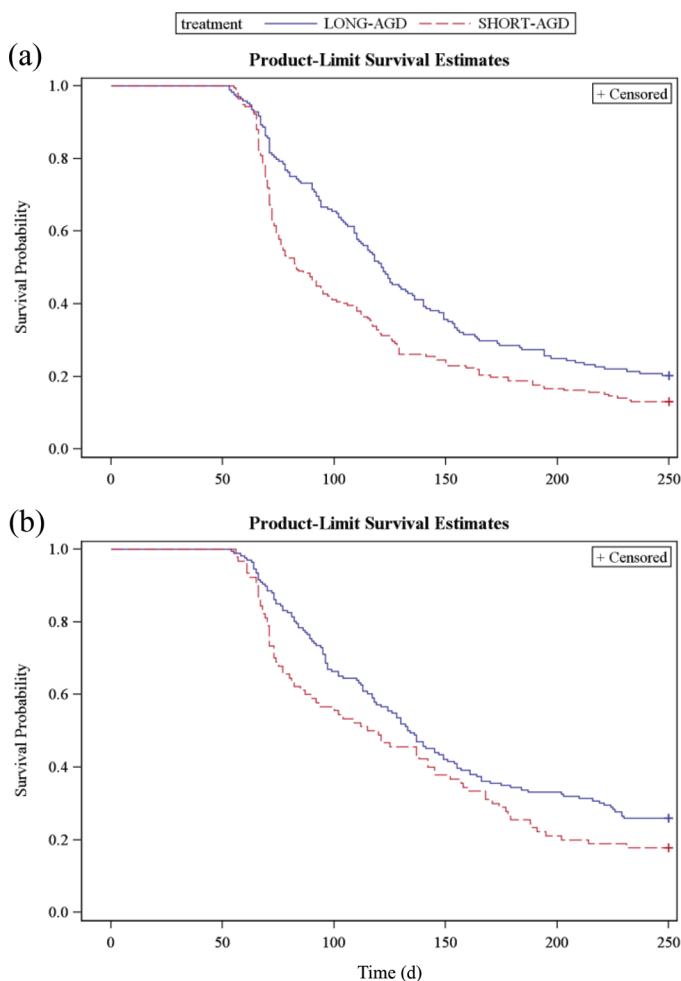 treatment LONG-AGD SHORT-AGD
(a)
Product-Limit Survival Estimates
+ Censored
1.0
0.8
0.6
0.4
0.2
0.0
Survival Probability
0 50 100 150 200 250
(b)
Product-Limit Survival Estimates
+ Censored
1.0
0.8
0.6
0.4
0.2
0.0
Survival Probability
0 50 100 150 200 250
Time (d)